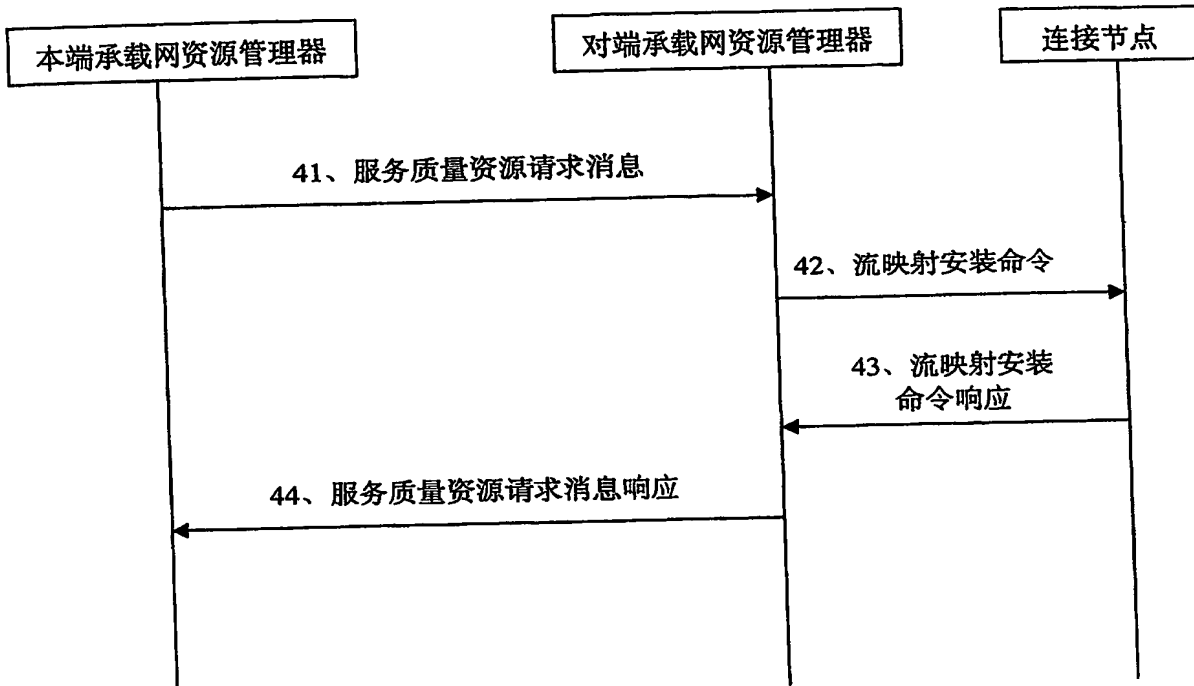 本端承载网资源管理器
对端承载网资源管理器
连接节点
41、服务质量资源请求消息
42、流映射安装命令
43、流映射安装
命令响应
44、服务质量资源请求消息响应